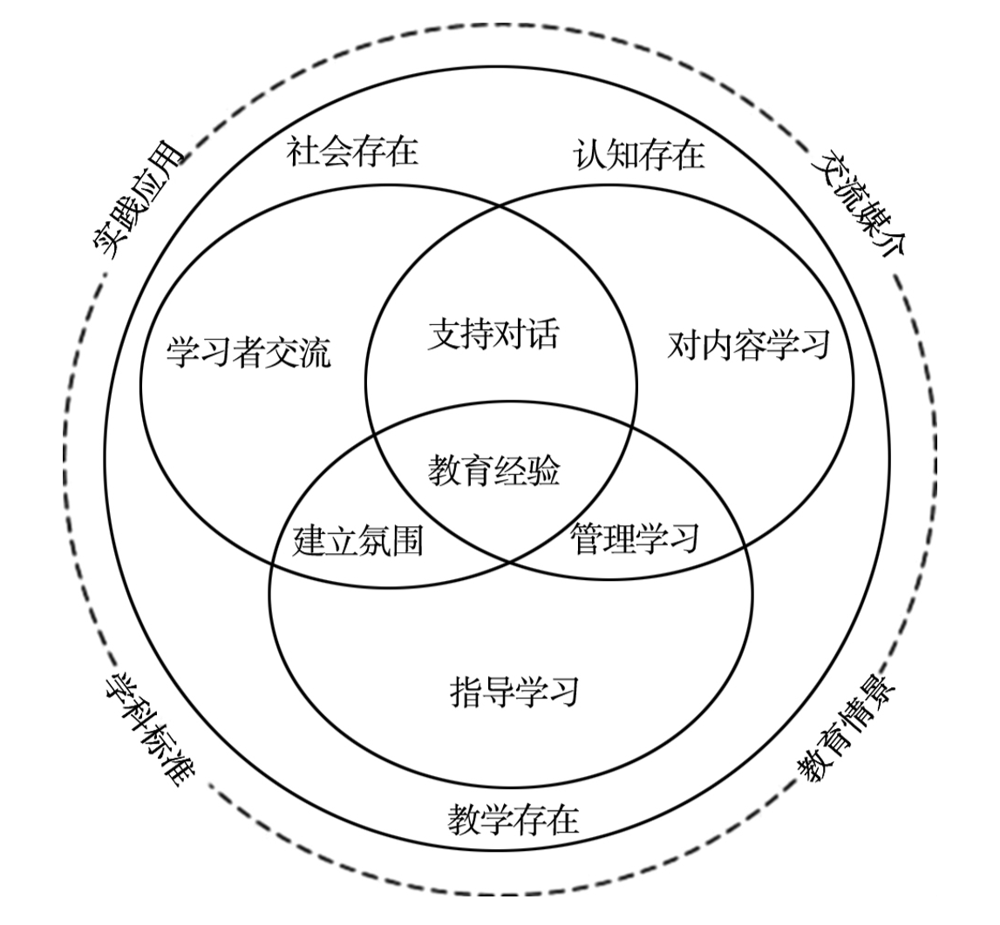 社会存在
认知存在
实践应用
交流媒介
学习者交流
支持对话
对内容学习
教育经验
建立氛围
管理学习
指导学习
学科标准
教育情景
教学存在